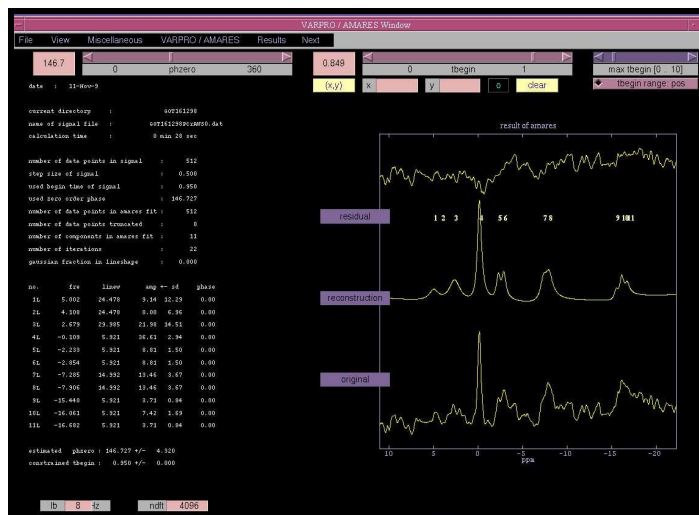 VARPRO / AMARES Window
File View Miscellaneous VARPRO / AMARES Results Next
146.7 0 phzero 360 0.849 0 tbegin 1 max tbegin [0 .. 10]
(x,y) x y o clear tbegin range: pos
date : 11-Nov-9
current directory : GOT161298
name of signal file : GOT161298PCrAWSO.dat
calculation time : 0 min 28 sec
number of data points in signal : 512
step size of signal : 0.500
used begin time of signal : 0.950
used zero order phase : 146.727
number of data points in amares fit : 512
number of data points truncated : 0
number of components in amares fit : 11
number of iterations : 22
gaussian fraction in lineshape : 0.000
no. fre linew amp +- sd phase
1L 5.002 24.478 9.14 12.29 0.00
2L 4.108 24.478 8.08 6.96 0.00
3L 2.679 29.985 21.98 14.51 0.00
4L -0.109 5.921 36.61 2.94 0.00
5L -2.233 5.921 8.81 1.50 0.00
6L -2.854 5.921 8.81 1.50 0.00
7L -7.285 14.992 13.46 3.67 0.00
8L -7.906 14.992 13.46 3.67 0.00
9L -15.440 5.921 3.71 0.84 0.00
10L -16.061 5.921 7.42 1.69 0.00
11L -16.682 5.921 3.71 0.84 0.00
estimated phzero : 146.727 +/- 4.320
constrained tbegin : 0.950 +/- 0.000
lb 8 Hz ndft 4096
result of amares
residual
1 2 3 4 5 6 7 8 9 10 11
reconstruction
original
10 5 0 -5 -10 -15 -20
ppm